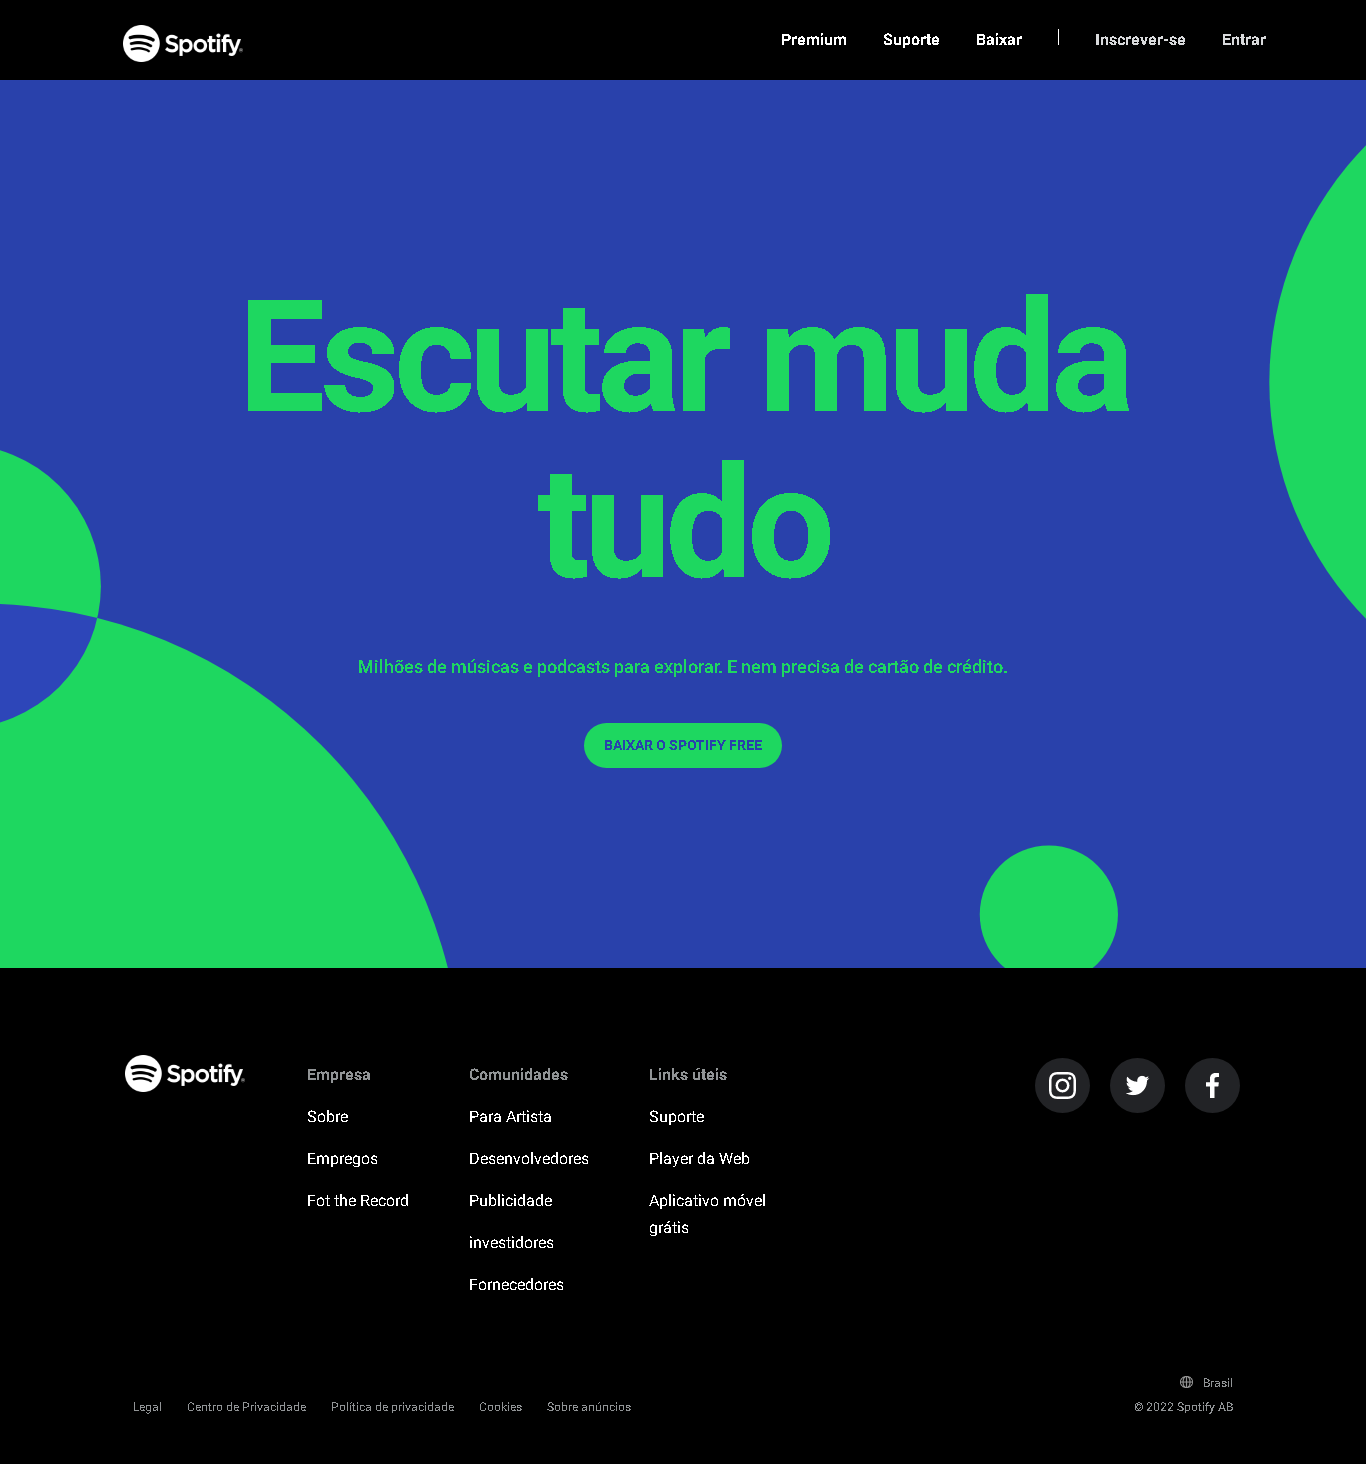 Spotify
Premium Suporte Baixar Inscrever-se Entrar
Escutar muda
tudo
Milhões de músicas e podcasts para explorar. E nem precisa de cartão de crédito.
BAIXAR O SPOTIFY FREE
Spotify
Empresa
Sobre
Empregos
Fot the Record
Comunidades
Para Artista
Desenvolvedores
Publicidade
investidores
Fornecedores
Links úteis
Suporte
Player da Web
Aplicativo móvel
grátis
Brasil
Legal Centro de Privacidade Política de privacidade Cookies Sobre anúncios
© 2022 Spotify AB